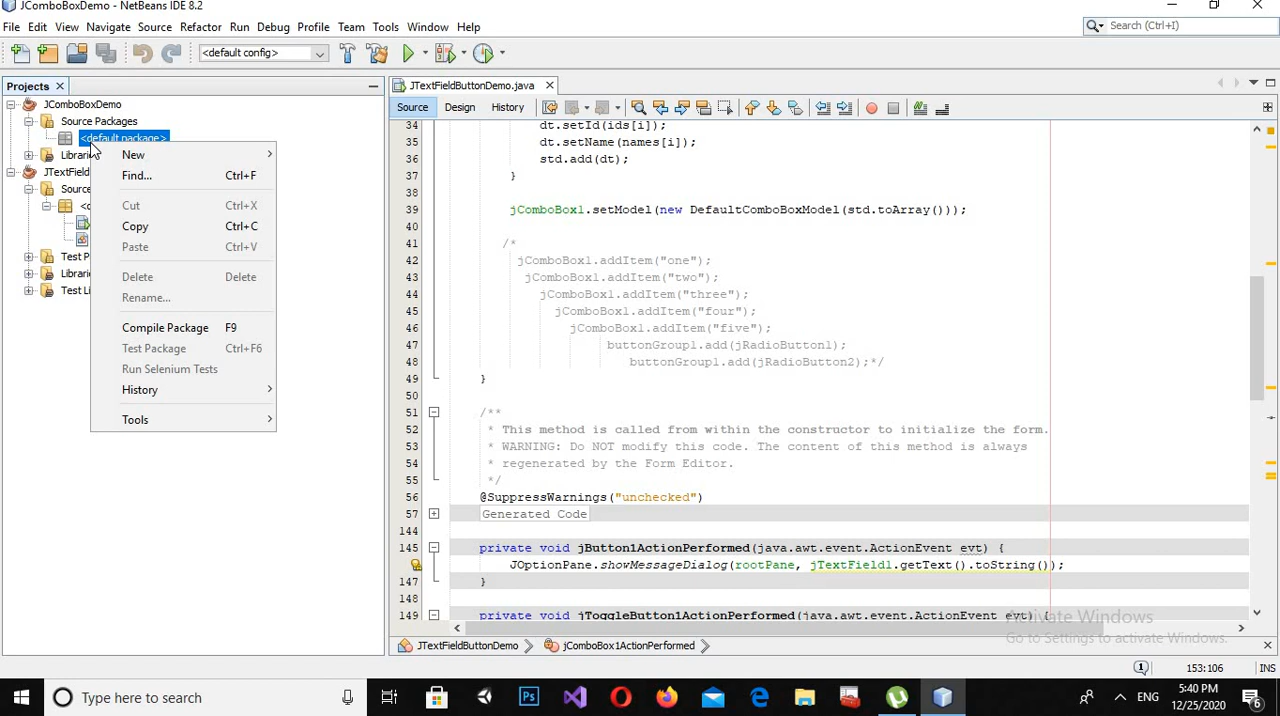 JComboBoxDemo - NetBeans IDE 8.2
File Edit View Navigate Source Refactor Run Debug Profile Team Tools Window Help
Search (Ctrl+I)
<default config>
Projects
JComboBoxDemo
Source Packages
<default package>
Librari
JTextField
Source
<d
Test P
Librarie
Test Li
New
Find... Ctrl+F
Cut Ctrl+X
Copy Ctrl+C
Paste Ctrl+V
Delete Delete
Rename...
Compile Package F9
Test Package Ctrl+F6
Run Selenium Tests
History
Tools
JTextFieldButtonDemo.java
Source Design History
34 dt.setId(ids[i]);
35 dt.setName(names[i]);
36 std.add(dt);
37 }
38
39 jComboBox1.setModel(new DefaultComboBoxModel(std.toArray()));
40
41 /*
42 jComboBox1.addItem("one");
43 jComboBox1.addItem("two");
44 jComboBox1.addItem("three");
45 jComboBox1.addItem("four");
46 jComboBox1.addItem("five");
47 buttonGroup1.add(jRadioButton1);
48 buttonGroup1.add(jRadioButton2);*/
49 }
50
51 /**
52 * This method is called from within the constructor to initialize the form.
53 * WARNING: Do NOT modify this code. The content of this method is always
54 * regenerated by the Form Editor.
55 */
56 @SuppressWarnings("unchecked")
57 Generated Code
144
145 private void jButton1ActionPerformed(java.awt.event.ActionEvent evt) {
JOptionPane.showMessageDialog(rootPane, jTextField1.getText().toString());
147 }
148
149 private void jToggleButton1ActionPerformed(java.awt.event.ActionEvent evt) {
Activate Windows
Go to Settings to activate Windows.
JTextFieldButtonDemo jComboBox1ActionPerformed
1 153:106 INS
Type here to search
ENG
5:40 PM
12/25/2020
6